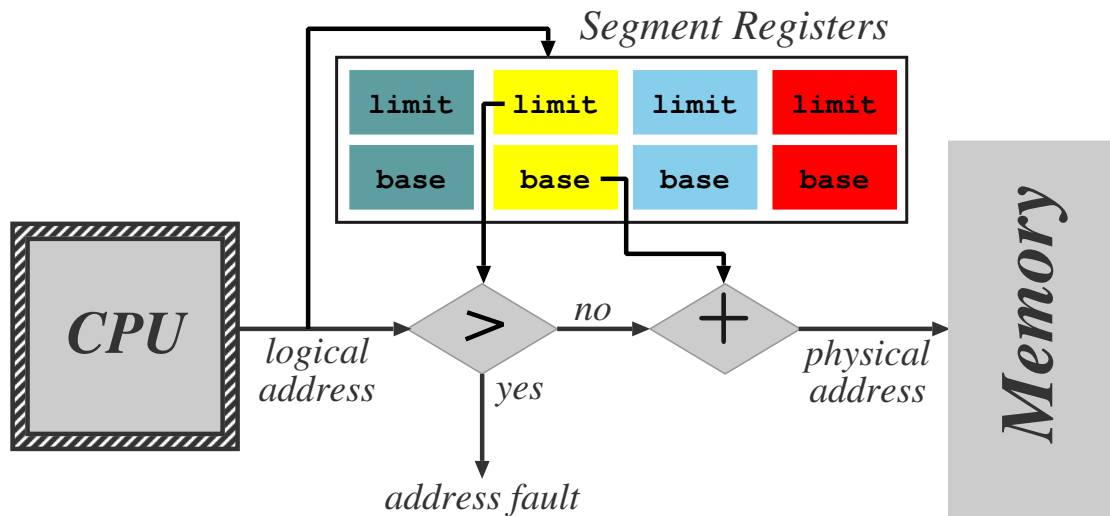 Segment Registers
limit limit limit limit
base base base base
CPU
logical
address
>
yes
no
+
physical
address
Memory
address fault